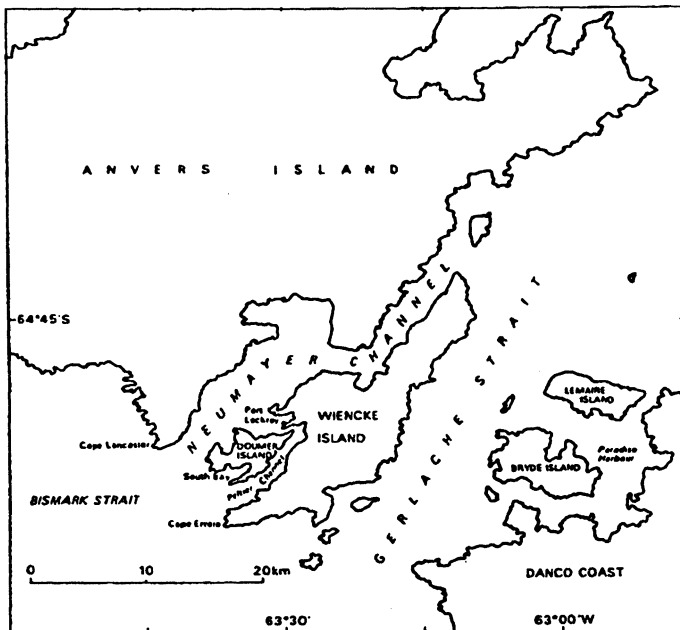 ANVERS ISLAND
64°45'S
NEUMAYER CHANNEL
GERLACHE STRAIT
LEMAIRE
ISLAND
Port
Lockroy
WIENCKE
ISLAND
Cape Lancaster
DOUMER
ISLAND
Paradise
Harbour
BRYDE ISLAND
South Bay
Peltier Channel
BISMARK STRAIT
Cape Errera
0 10 20km
DANCO COAST
63°30'
63°00'W